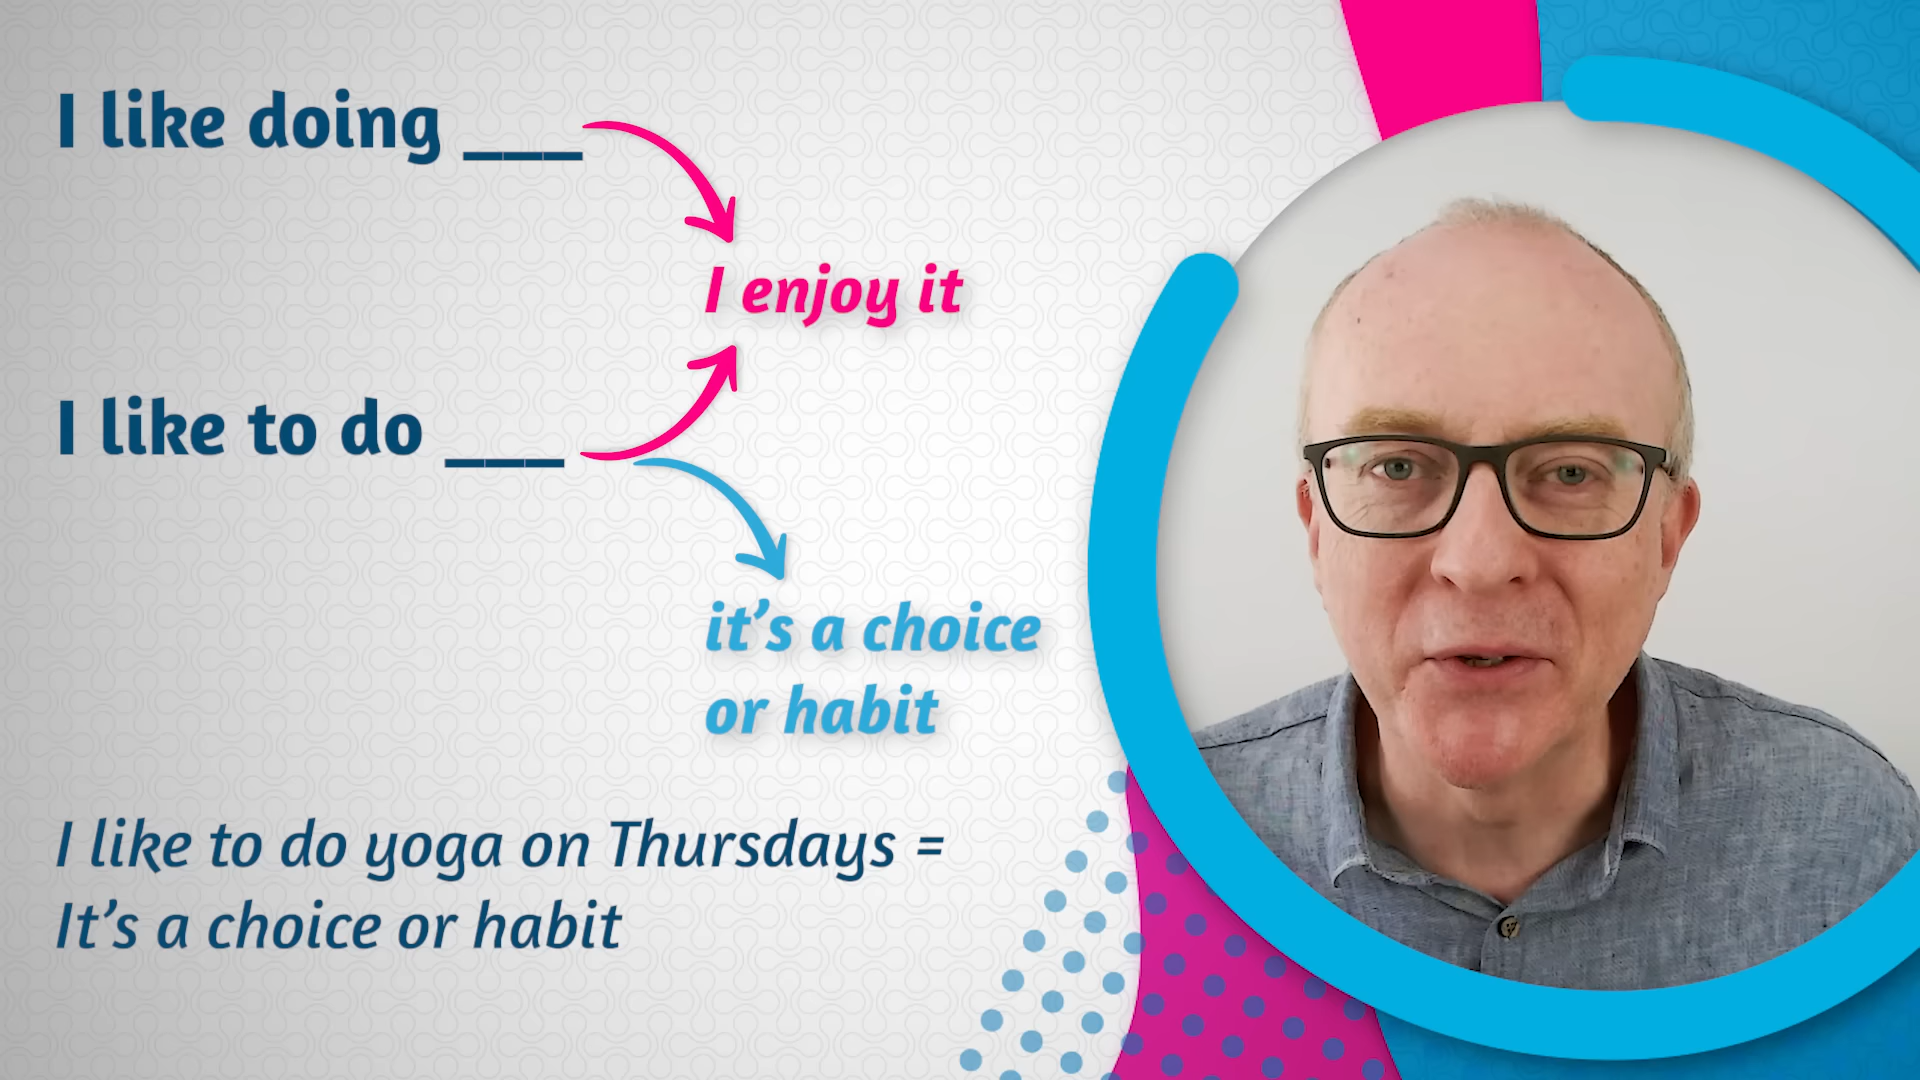 I like doing ___
I enjoy it
I like to do ___
it's a choice
or habit
I like to do yoga on Thursdays =
It's a choice or habit